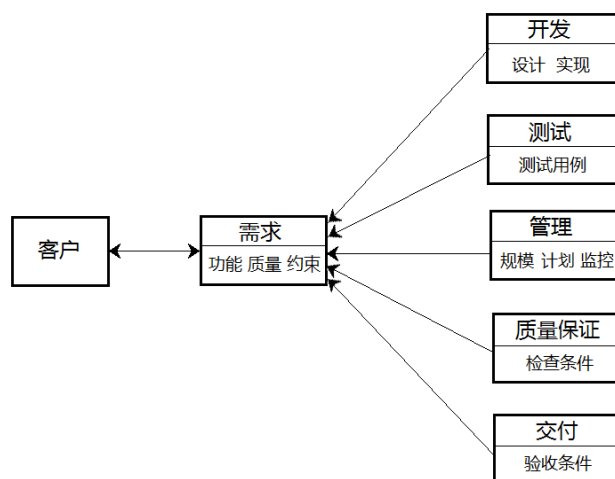 开发
设计 实现
测试
测试用例
客户
需求
功能 质量 约束
管理
规模 计划 监控
质量保证
检查条件
交付
验收条件